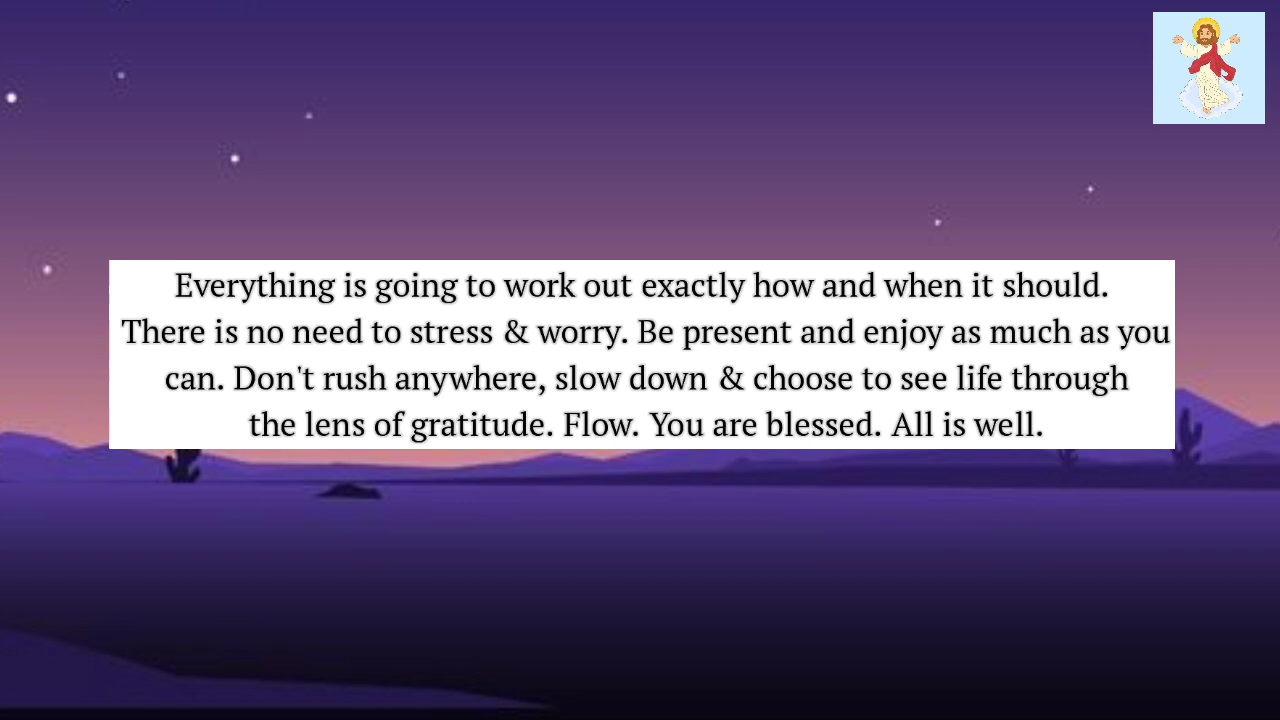 Everything is going to work out exactly how and when it should.
There is no need to stress & worry. Be present and enjoy as much as you
can. Don't rush anywhere, slow down & choose to see life through
the lens of gratitude. Flow. You are blessed. All is well.